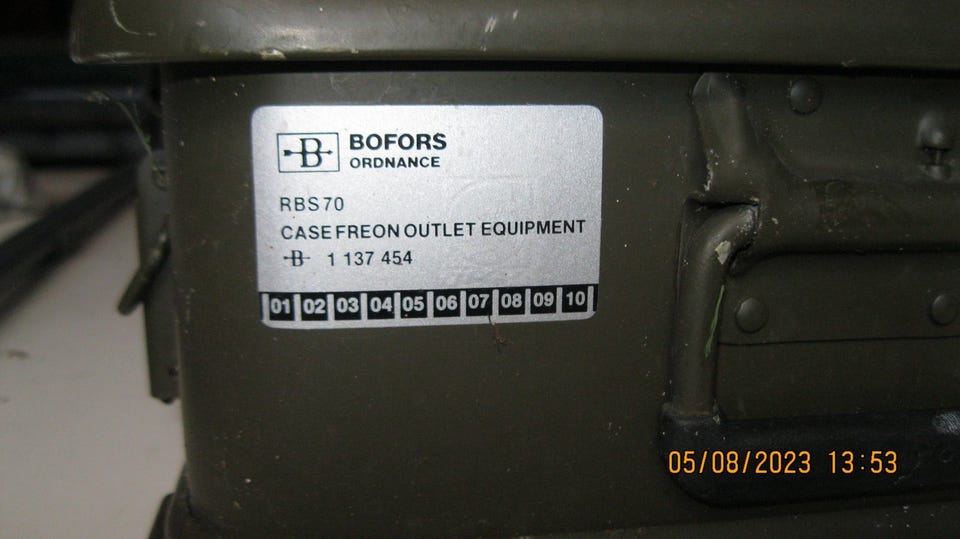 B BOFORS
ORDNANCE
RBS70
CASE FREON OUTLET EQUIPMENT
B 1 137 454
01 02 03 04 05 06 07 08 09 10
05/08/2023 13:53